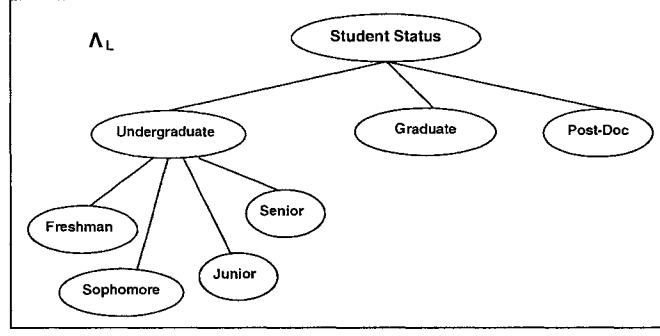 Λ_L
Student Status
Undergraduate
Graduate
Post-Doc
Freshman
Senior
Sophomore
Junior